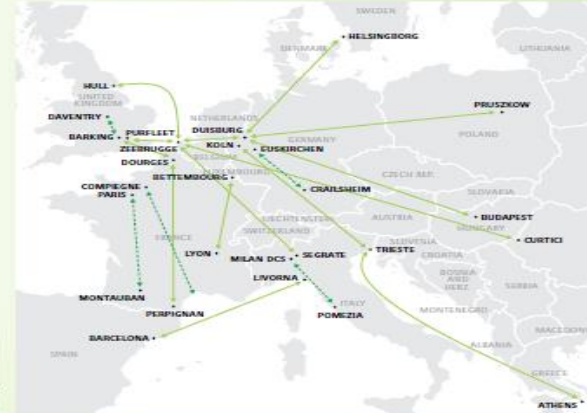 SWEDEN
HELSINGBORG
DENMARK
LITHUANIA
HULL
UNITED
KINGDOM
PRUSZKOW
DAVENTRY
NETHERLANDS
PURFLEET
DUISBURG
BARKING
POLAND
KOLN
GERMANY
ZEEBRUGGE
EUSKIRCHEN
BELGIUM
DOURGES
BETTEMBOURG
LUXEMBOURG
CZECH REP.
COMPIEGNE
CRAILSHEIM
SLOVAKIA
PARIS
LIECHTENSTEIN
AUSTRIA
BUDAPEST
HUNGARY
SWITZERLAND
FRANCE
CURTICI
SLOVENIA
LYON
MILAN DCS
SEGRATE
TRIESTE
CROATIA
LIVORNA
BOSNIA
AND
HERZ
SERBIA
MONTAUBAN
ITALY
PERPIGNAN
POMEZIA
MONTENEGRO
MACEDONIA
BARCELONA
ALBANIA
SPAIN
GREECE
ATHENS